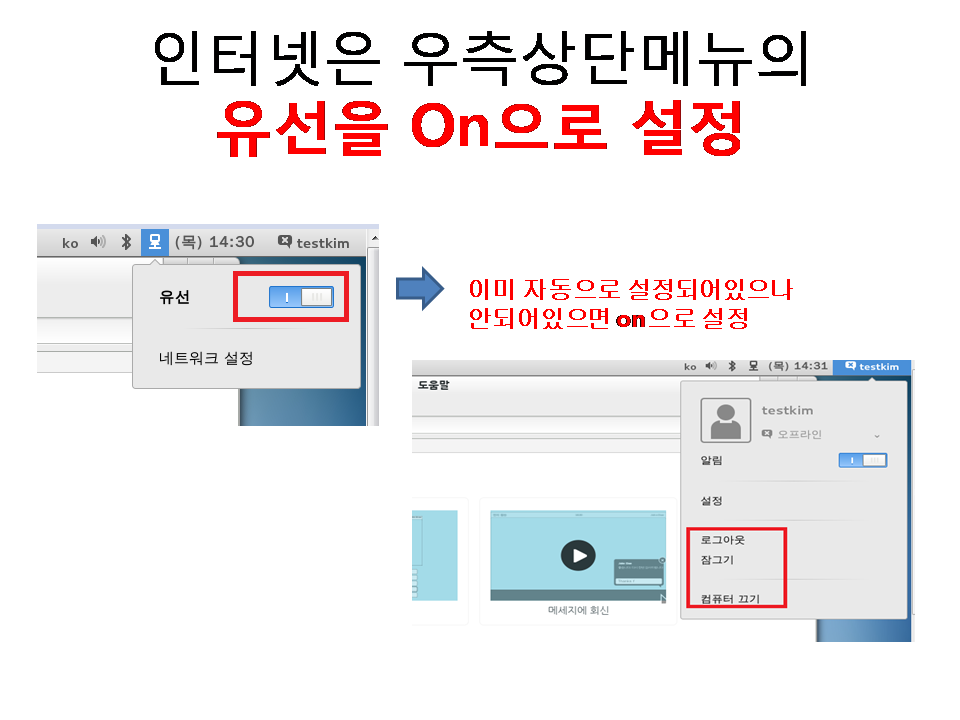 인터넷은 우측상단메뉴의
유선을 On으로 설정
ko (목) 14:30 testkim
유선
네트워크 설정
이미 자동으로 설정되어있으나
안되어있으면 on으로 설정
ko (목) 14:31 testkim
도움말
testkim
오프라인
알림
설정
로그아웃
잠그기
컴퓨터 끄기
메세지에 회신